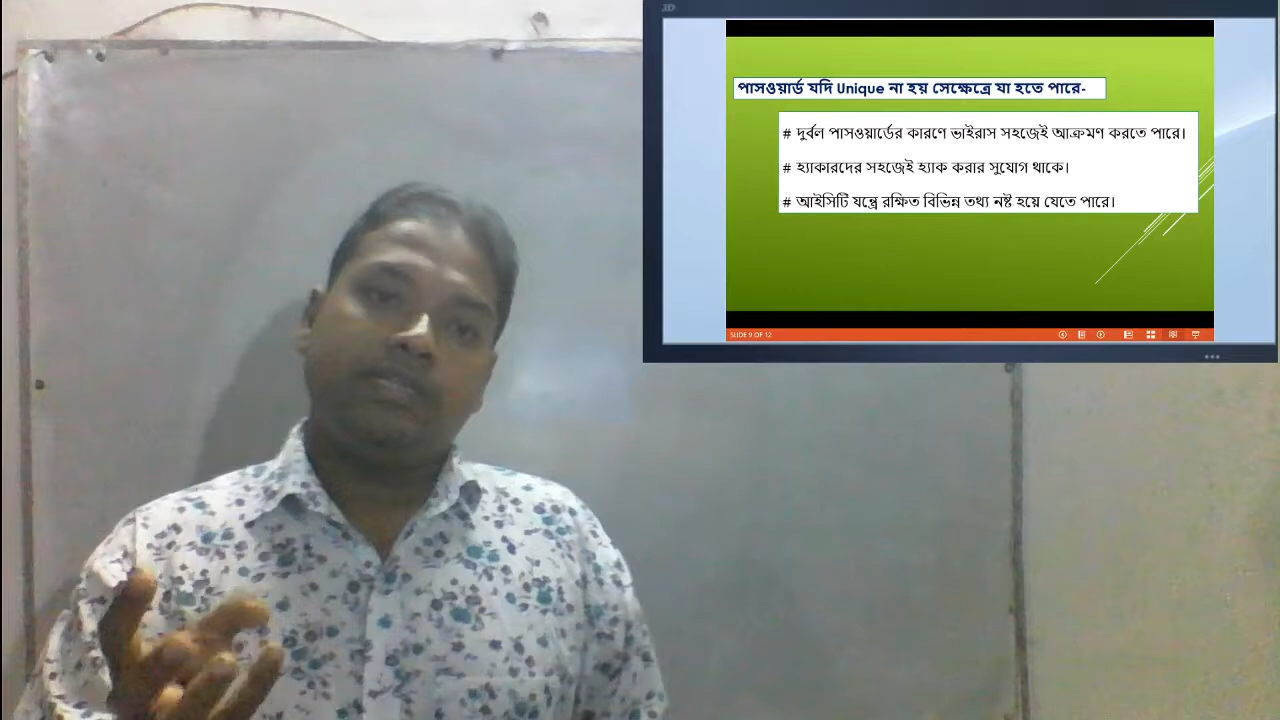 JD
পাসওয়ার্ড যদি Unique না হয় সেক্ষেত্রে যা হতে পারে-
# দুর্বল পাসওয়ার্ডের কারণে ভাইরাস সহজেই আক্রমণ করতে পারে।
# হ্যাকারদের সহজেই হ্যাক করার সুযোগ থাকে।
# আইসিটি যন্ত্রে রক্ষিত বিভিন্ন তথ্য নষ্ট হয়ে যেতে পারে।
SLIDE 9 OF 12